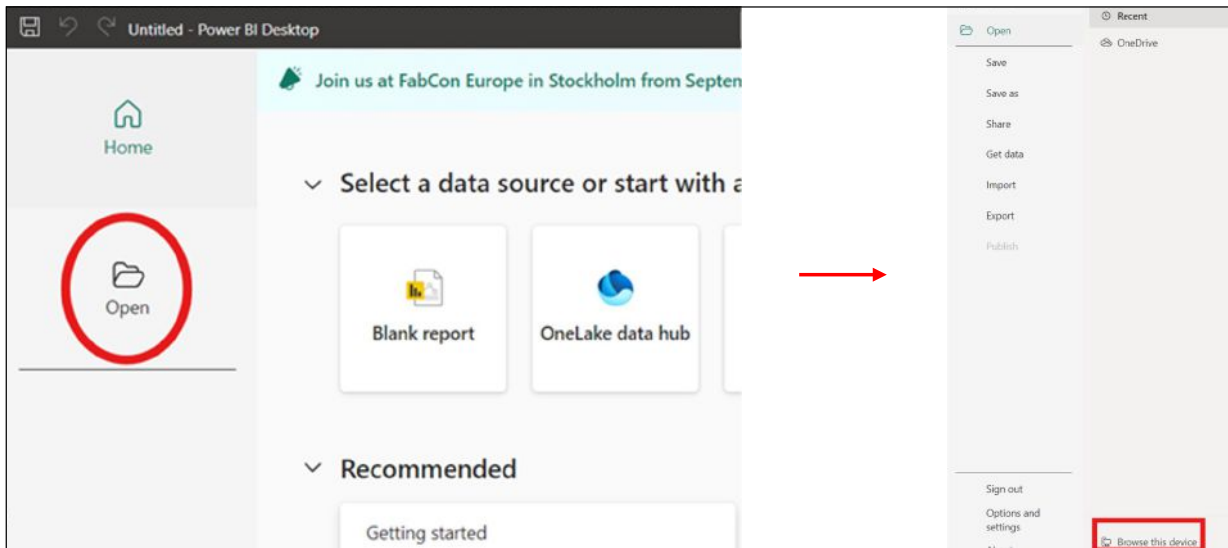 Untitled - Power BI Desktop
Join us at FabCon Europe in Stockholm from Septem
Home
Select a data source or start with a
Open
Blank report
OneLake data hub
Recommended
Getting started
Open
Save
Save as
Share
Get data
Import
Export
Publish
Sign out
Options and
settings
Recent
OneDrive
Browse this device